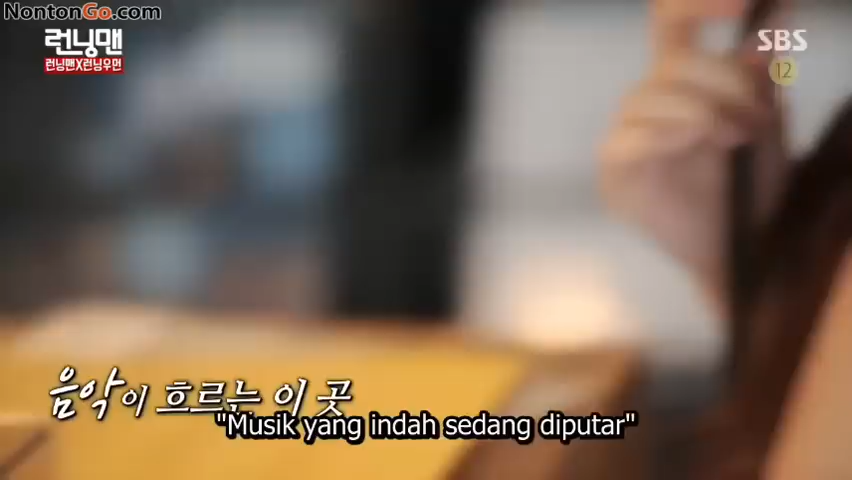 NontonGo.com
런닝맨
런닝맨X런닝우먼
SBS
12
음악이 흐르는 이 곳
"Musik yang indah sedang diputar"